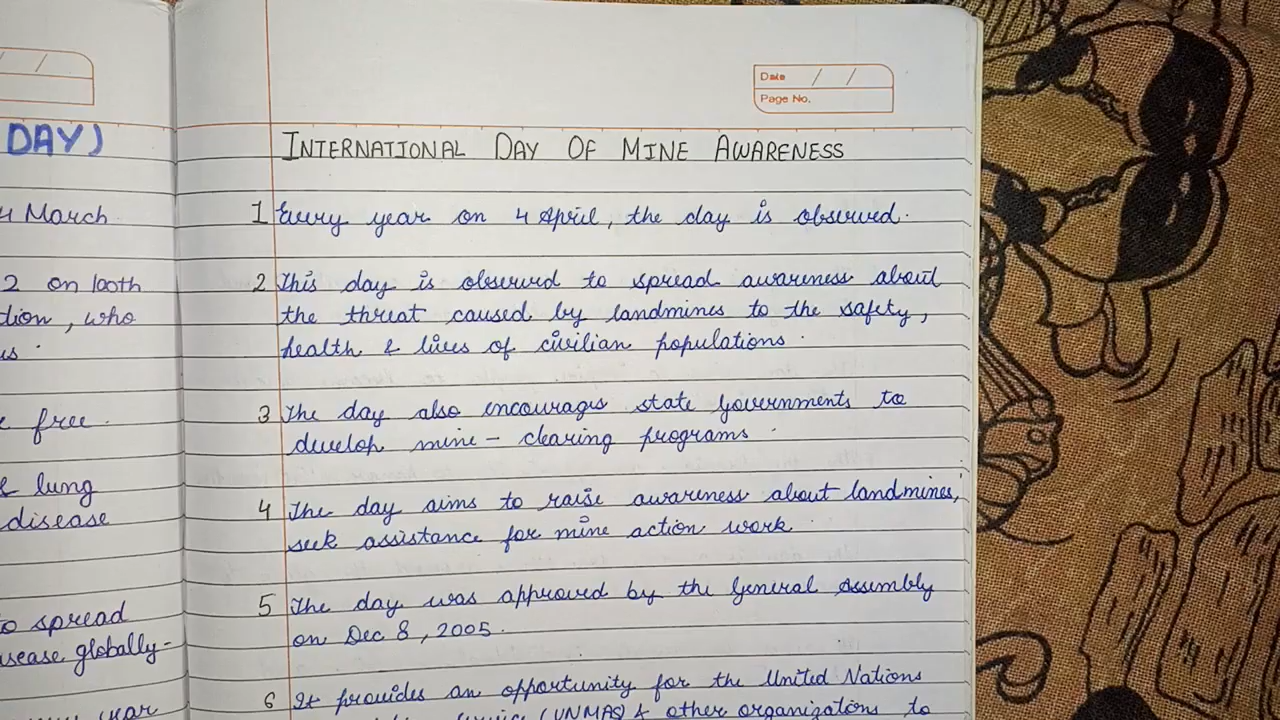 DAY)
4 March
2 on 100th
tion, who
us.
e free.
& lung
disease
to spread
isease globally-
year
Date / /
Page No.
INTERNATIONAL DAY OF MINE AWARENESS
1 Every year on 4 April, the day is observed.
2 This day is observed to spread awareness about
the threat caused by landmines to the safety,
health & lives of civilian populations.
3 The day also encourages state governments to
develop mine - clearing programs.
4 The day aims to raise awareness about landmines,
seek assistance for mine action work.
5 The day was approved by the General Assembly
on Dec 8, 2005.
6 It provides an opportunity for the United Nations
(UNMAS) & other organizations to